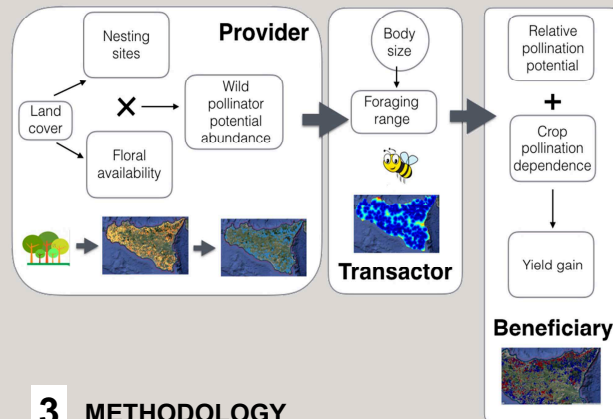 Provider
Nesting
sites
Land
cover
Floral
availability
Wild
pollinator
potential
abundance
Body
size
Foraging
range
Transactor
Relative
pollination
potential
+
Crop
pollination
dependence
Yield gain
Beneficiary
3 METHODOLOGY